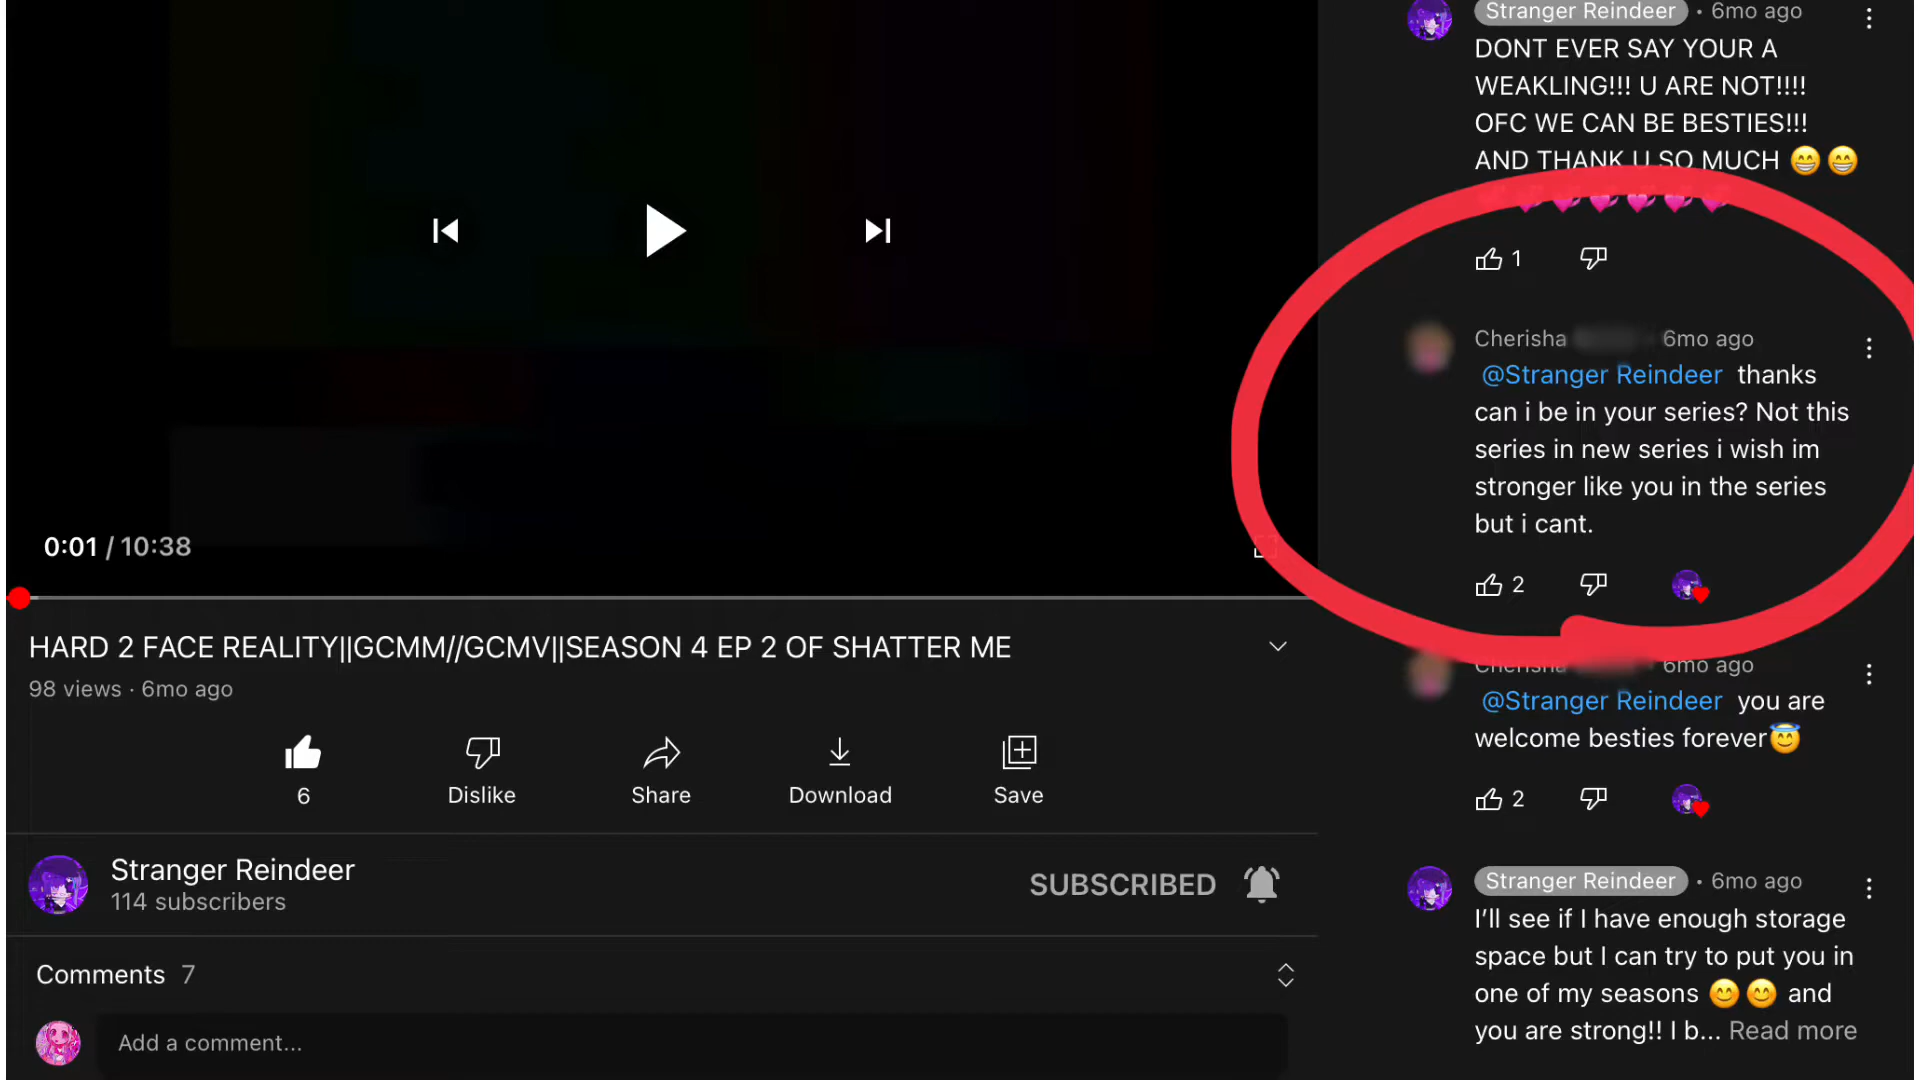 0:01 / 10:38
HARD 2 FACE REALITY||GCMM//GCMV||SEASON 4 EP 2 OF SHATTER ME
98 views · 6mo ago
6
Dislike
Share
Download
Save
Stranger Reindeer
114 subscribers
SUBSCRIBED
Comments 7
Add a comment...
Stranger Reindeer · 6mo ago
DONT EVER SAY YOUR A
WEAKLING!!! U ARE NOT!!!!
OFC WE CAN BE BESTIES!!!
AND THANK U SO MUCH 😁😁
💞💞💞💞💞💞
1
Cherisha · 6mo ago
@Stranger Reindeer thanks
can i be in your series? Not this
series in new series i wish im
stronger like you in the series
but i cant.
2
Cherisha · 6mo ago
@Stranger Reindeer you are
welcome besties forever😇
2
Stranger Reindeer · 6mo ago
I'll see if I have enough storage
space but I can try to put you in
one of my seasons 😊😊 and
you are strong!! I b... Read more